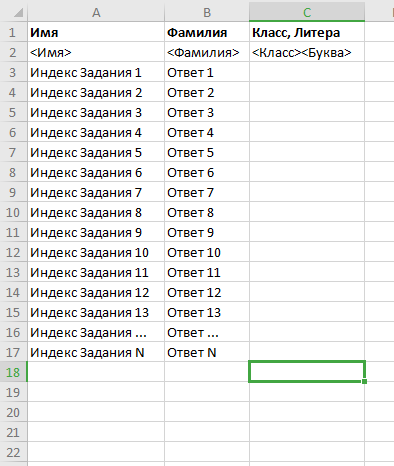 A B C
1 Имя Фамилия Класс, Литера
2 <Имя> <Фамилия> <Класс><Буква>
3 Индекс Задания 1 Ответ 1
4 Индекс Задания 2 Ответ 2
5 Индекс Задания 3 Ответ 3
6 Индекс Задания 4 Ответ 4
7 Индекс Задания 5 Ответ 5
8 Индекс Задания 6 Ответ 6
9 Индекс Задания 7 Ответ 7
10 Индекс Задания 8 Ответ 8
11 Индекс Задания 9 Ответ 9
12 Индекс Задания 10 Ответ 10
13 Индекс Задания 11 Ответ 11
14 Индекс Задания 12 Ответ 12
15 Индекс Задания 13 Ответ 13
16 Индекс Задания ... Ответ ...
17 Индекс Задания N Ответ N
18
19
20
21
22